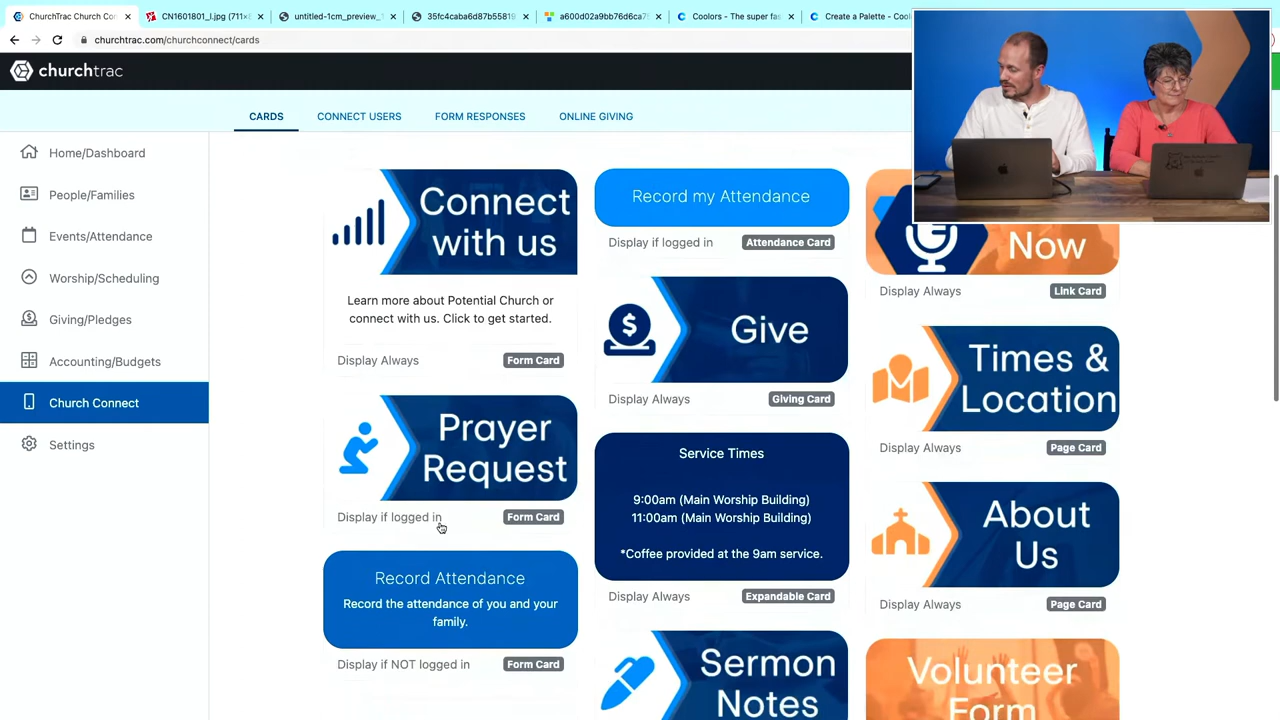 ChurchTrac Church Con
CN1601801_l.jpg (711×
untitled-1cm_preview_1
35fc4caba6d87b55819
a600d02a9bb76d6ca75
Coolors - The super fas
Create a Palette - Cool
churchtrac.com/churchconnect/cards
churchtrac
CARDS
CONNECT USERS
FORM RESPONSES
ONLINE GIVING
Home/Dashboard
People/Families
Events/Attendance
Worship/Scheduling
Giving/Pledges
Accounting/Budgets
Church Connect
Settings
Connect
with us
Learn more about Potential Church or
connect with us. Click to get started.
Display Always
Form Card
Prayer
Request
Display if logged in
Form Card
Record Attendance
Record the attendance of you and your
family.
Display if NOT logged in
Form Card
Record my Attendance
Display if logged in
Attendance Card
Give
Display Always
Giving Card
Service Times
9:00am (Main Worship Building)
11:00am (Main Worship Building)
*Coffee provided at the 9am service.
Display Always
Expandable Card
Sermon
Notes
Now
Display Always
Link Card
Times &
Location
Display Always
Page Card
About
Us
Display Always
Page Card
Volunteer
Form